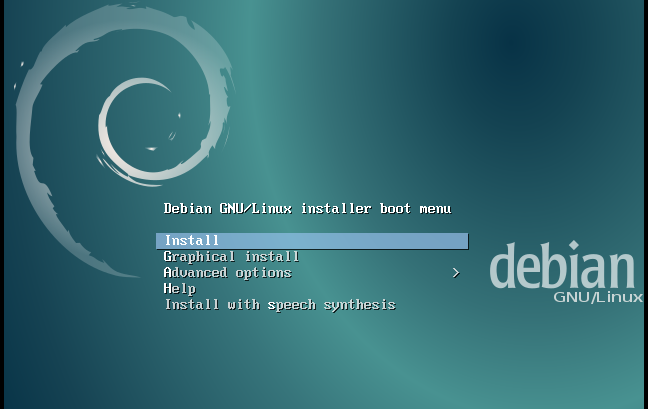 Debian GNU/Linux installer boot menu
Install
Graphical install
Advanced options >
Help
Install with speech synthesis
debian
GNU/Linux